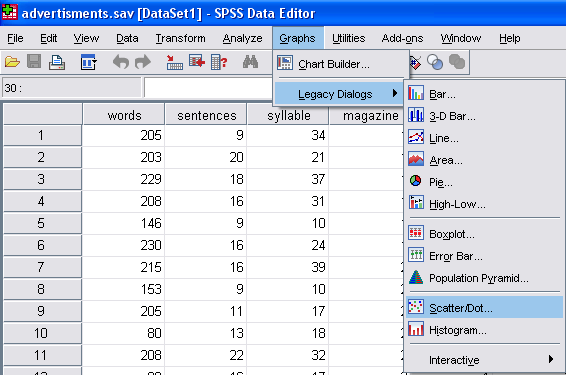 advertisments.sav [DataSet1] - SPSS Data Editor
File Edit View Data Transform Analyze Graphs Utilities Add-ons Window Help
Chart Builder...
30 :
Legacy Dialogs
Bar...
3-D Bar...
Line...
Area...
Pie...
High-Low...
Boxplot...
Error Bar...
Population Pyramid...
Scatter/Dot...
Histogram...
Interactive
words sentences syllable magazine
1 205 9 34
2 203 20 21
3 229 18 37
4 208 16 31
5 146 9 10
6 230 16 24
7 215 16 39
8 153 9 10
9 205 11 17
10 80 13 18
11 208 22 32